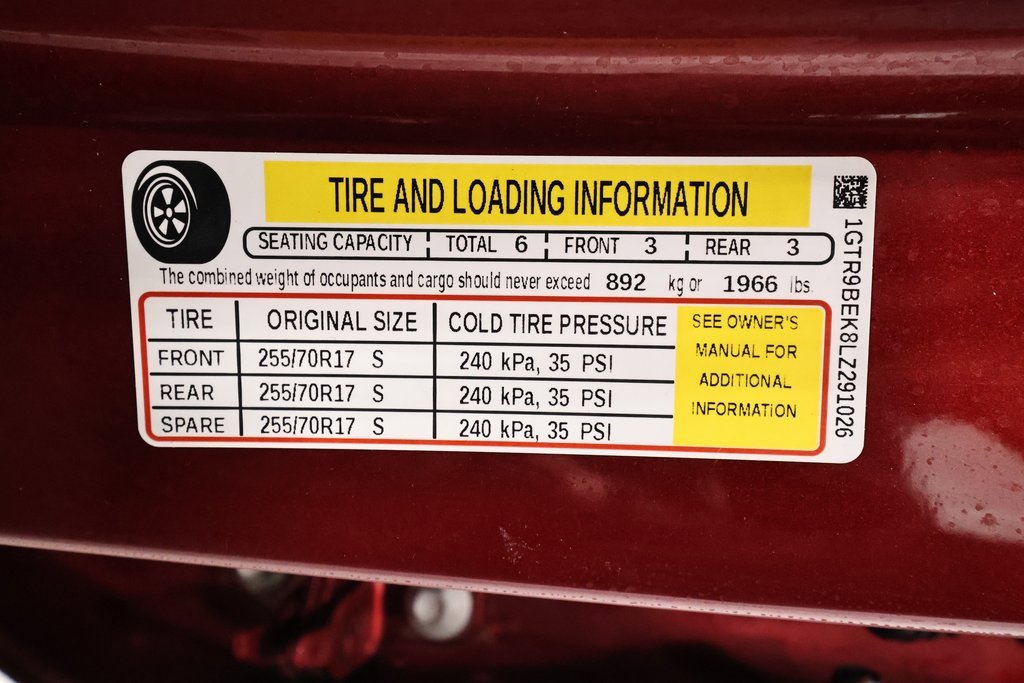 TIRE AND LOADING INFORMATION
SEATING CAPACITY TOTAL 6 FRONT 3 REAR 3
The combined weight of occupants and cargo should never exceed 892 kg or 1966 lbs.
TIRE ORIGINAL SIZE COLD TIRE PRESSURE
FRONT 255/70R17 S 240 kPa, 35 PSI
REAR 255/70R17 S 240 kPa, 35 PSI
SPARE 255/70R17 S 240 kPa, 35 PSI
SEE OWNER'S
MANUAL FOR
ADDITIONAL
INFORMATION
1GTR9BEK8LZ291026